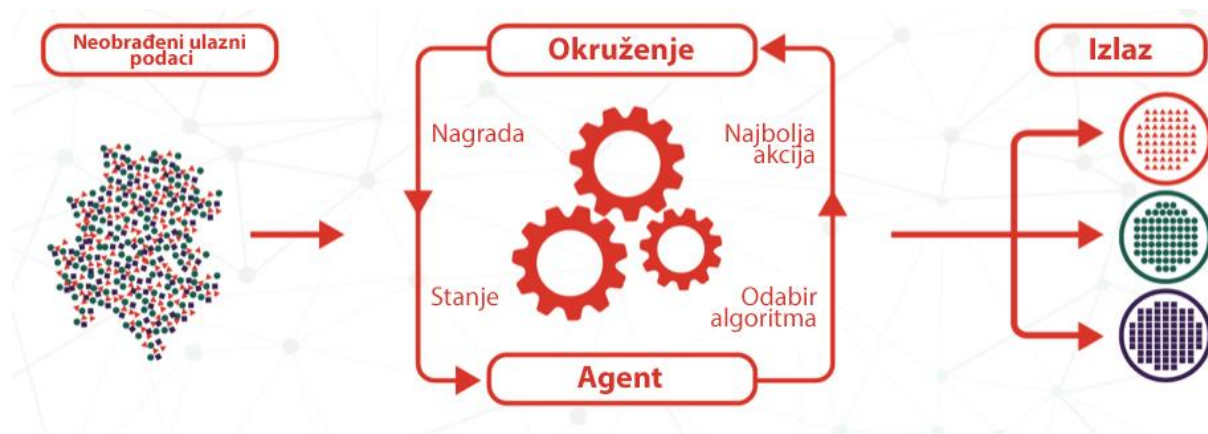 Neobrađeni ulazni
podaci
Okruženje
Izlaz
Nagrada
Najbolja
akcija
Stanje
Odabir
algoritma
Agent